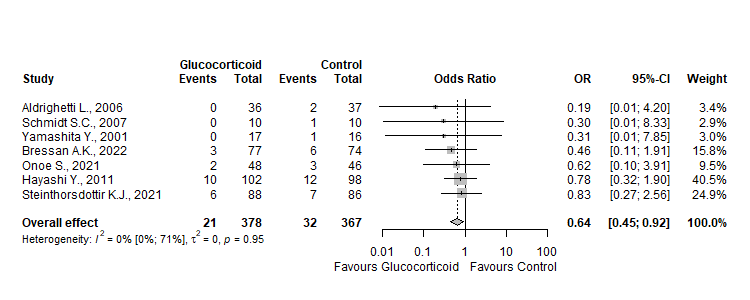 Glucocorticoid Control
Study Events Total Events Total Odds Ratio OR 95%-CI Weight
Aldrighetti L., 2006 0 36 2 37 0.19 [0.01; 4.20] 3.4%
Schmidt S.C., 2007 0 10 1 10 0.30 [0.01; 8.33] 2.9%
Yamashita Y., 2001 0 17 1 16 0.31 [0.01; 7.85] 3.0%
Bressan A.K., 2022 3 77 6 74 0.46 [0.11; 1.91] 15.8%
Onoe S., 2021 2 48 3 46 0.62 [0.10; 3.91] 9.5%
Hayashi Y., 2011 10 102 12 98 0.78 [0.32; 1.90] 40.5%
Steinthorsdottir K.J., 2021 6 88 7 86 0.83 [0.27; 2.56] 24.9%
Overall effect 21 378 32 367 0.64 [0.45; 0.92] 100.0%
Heterogeneity: I² = 0% [0%; 71%], τ² = 0, p = 0.95
0.01 0.1 1 10 100
Favours Glucocorticoid Favours Control